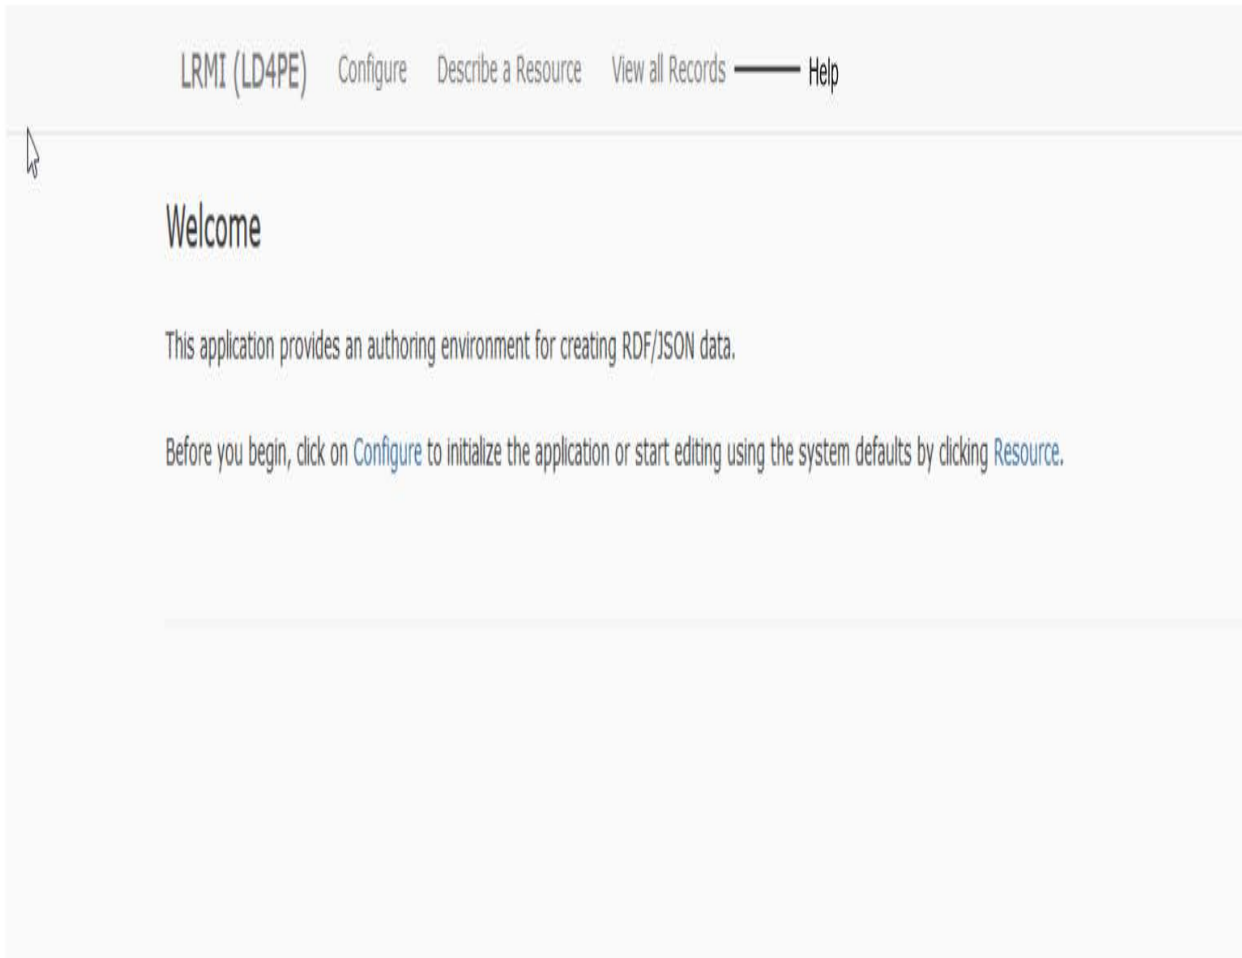 LRMI (LD4PE) Configure Describe a Resource View all Records Help
Welcome
This application provides an authoring environment for creating RDF/JSON data.
Before you begin, click on Configure to initialize the application or start editing using the system defaults by clicking Resource.